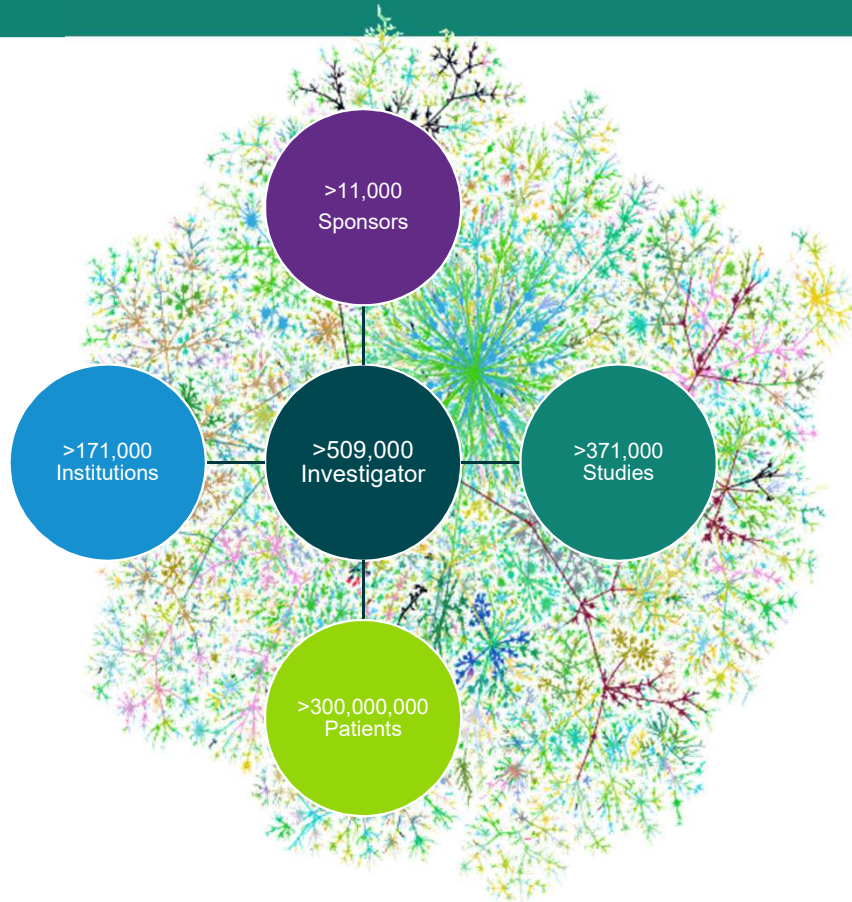 >11,000
Sponsors
>171,000
Institutions
>509,000
Investigator
>371,000
Studies
>300,000,000
Patients